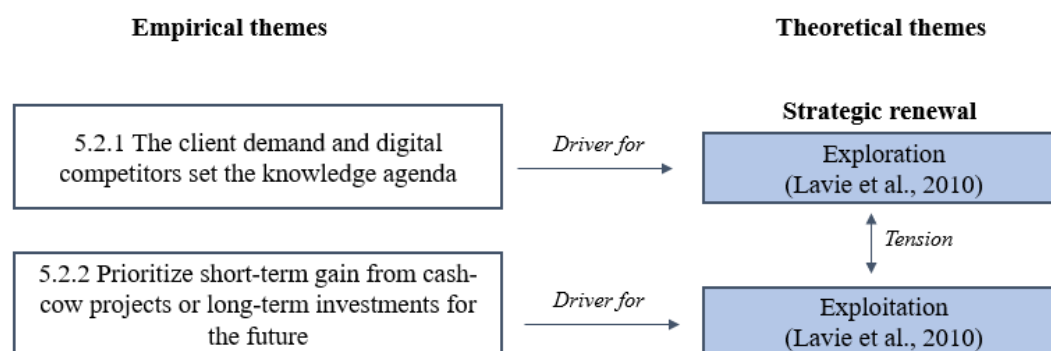 Empirical themes
Theoretical themes
Strategic renewal
5.2.1 The client demand and digital
competitors set the knowledge agenda
Driver for
Exploration
(Lavie et al., 2010)
Tension
5.2.2 Prioritize short-term gain from cash-
cow projects or long-term investments for
the future
Driver for
Exploitation
(Lavie et al., 2010)